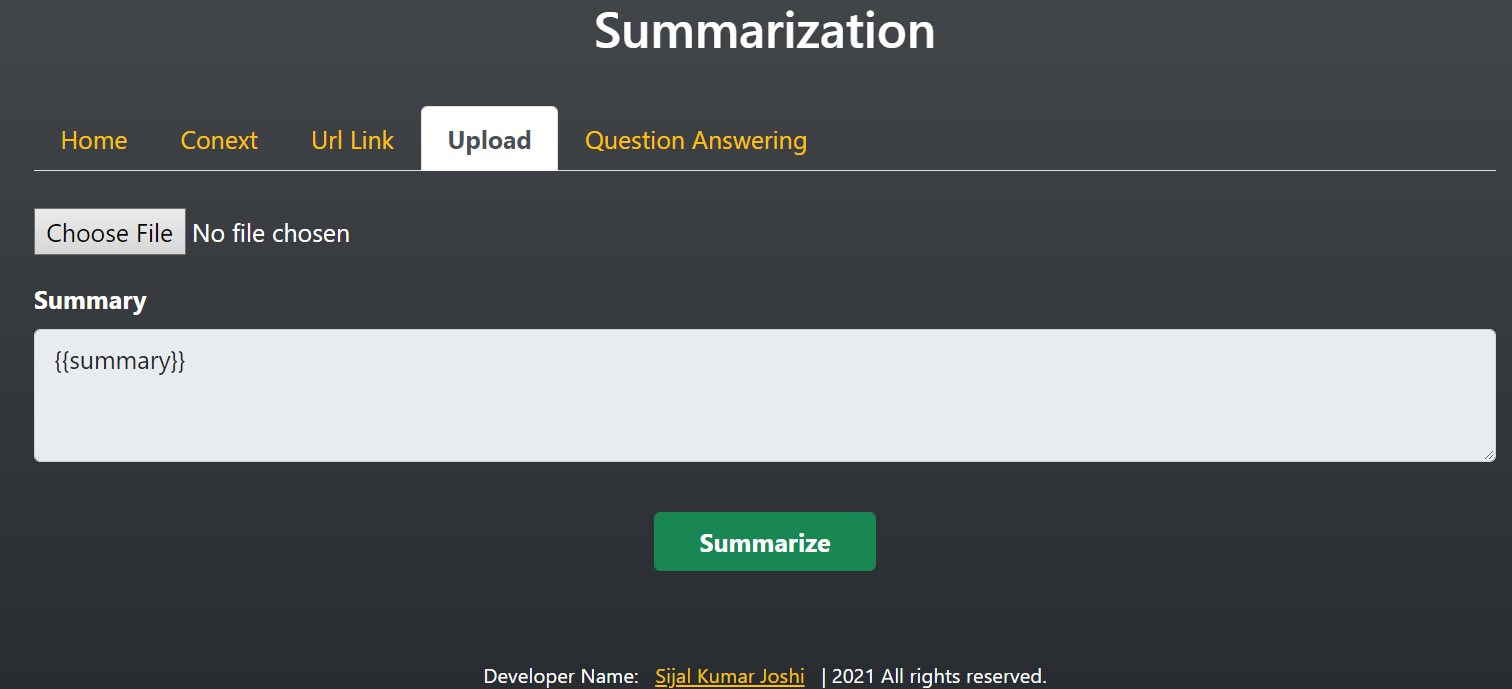 Summarization
Home Conext Url Link Upload Question Answering
Choose File No file chosen
Summary
{{summary}}
Summarize
Developer Name: Sijal Kumar Joshi | 2021 All rights reserved.